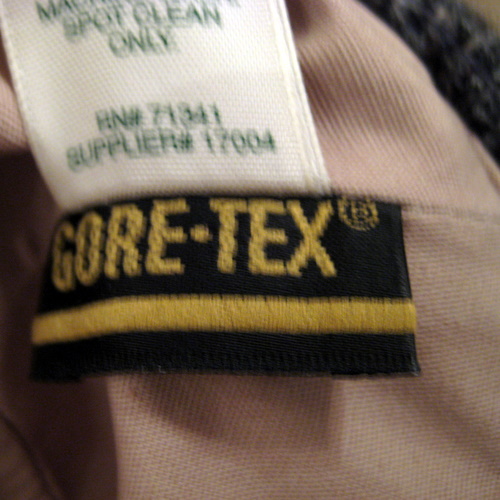 SPOT CLEAN
ONLY
RN# 71341
SUPPLIER# 17004
GORE-TEX®